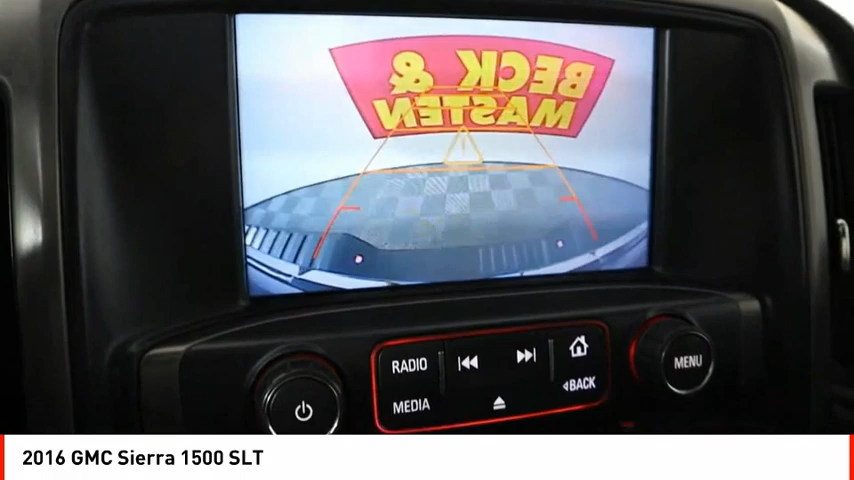 BECK &
MASTEN
RADIO
MEDIA
BACK
MENU
2016 GMC Sierra 1500 SLT